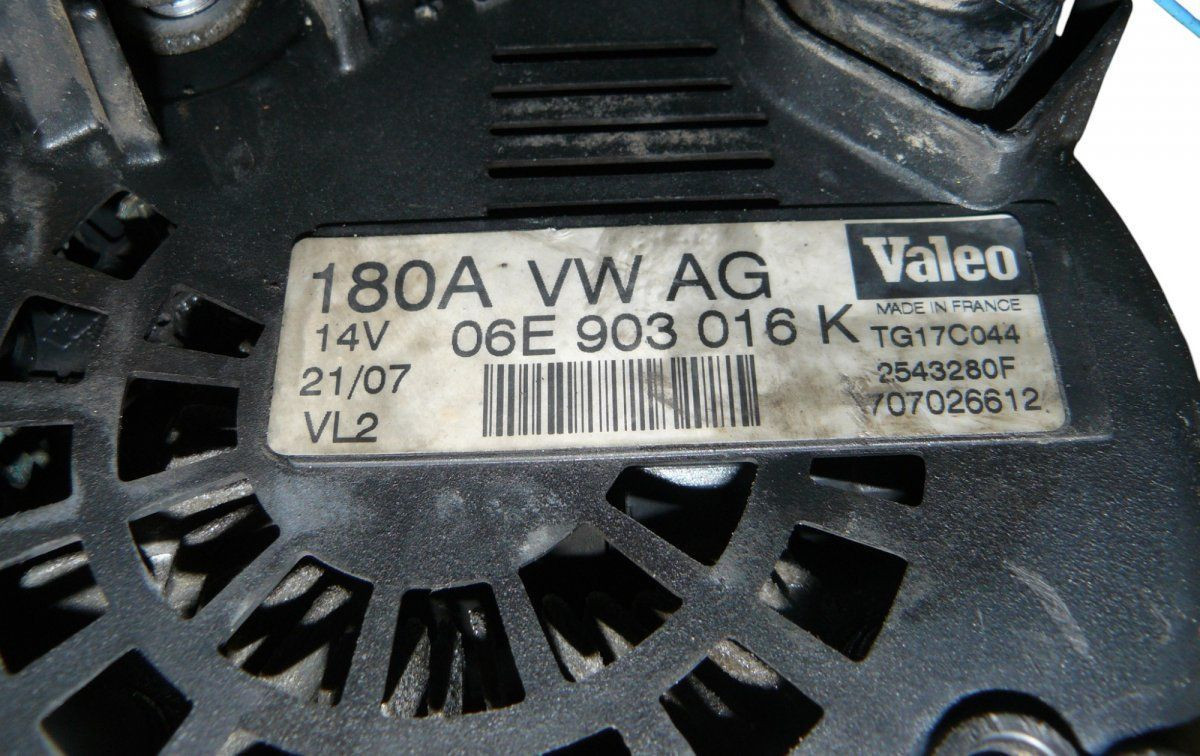 180A VW AG
14V 06E 903 016 K
21/07
VL2
Valeo
MADE IN FRANCE
TG17C044
2543280F
707026612